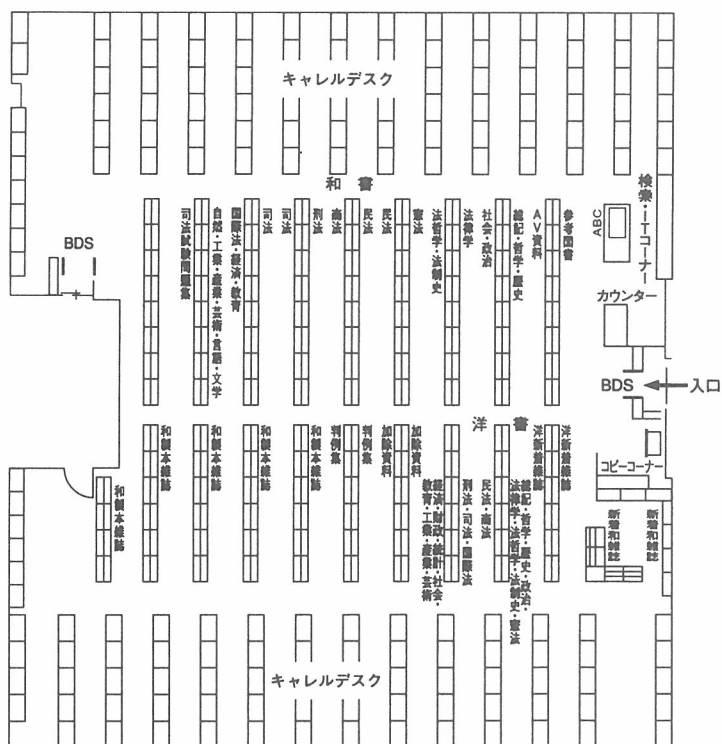 キャレルデスク
和書
参考図書
AV資料
総記・哲学・歴史
社会・政治
法律学
法哲学・法制史
憲法
民法
民法
商法
刑法
司法
司法
国際法・経済・教育
自然・工業・産業・芸術・言語・文学
司法試験問題集
検索・ITコーナー
ABC
カウンター
BDS
BDS
入口
コピーコーナー
洋書
洋新着雑誌
洋新着雑誌
総記・哲学・歴史・政治・
法律学・法哲学・法制史・憲法
民法・商法
刑法・司法・国際法
経済・財政・統計・社会・
教育・工業・産業・芸術
加除資料
加除資料
判例集
判例集
和製本雑誌
和製本雑誌
和製本雑誌
和製本雑誌
和製本雑誌
新着和雑誌
新着和雑誌
キャレルデスク